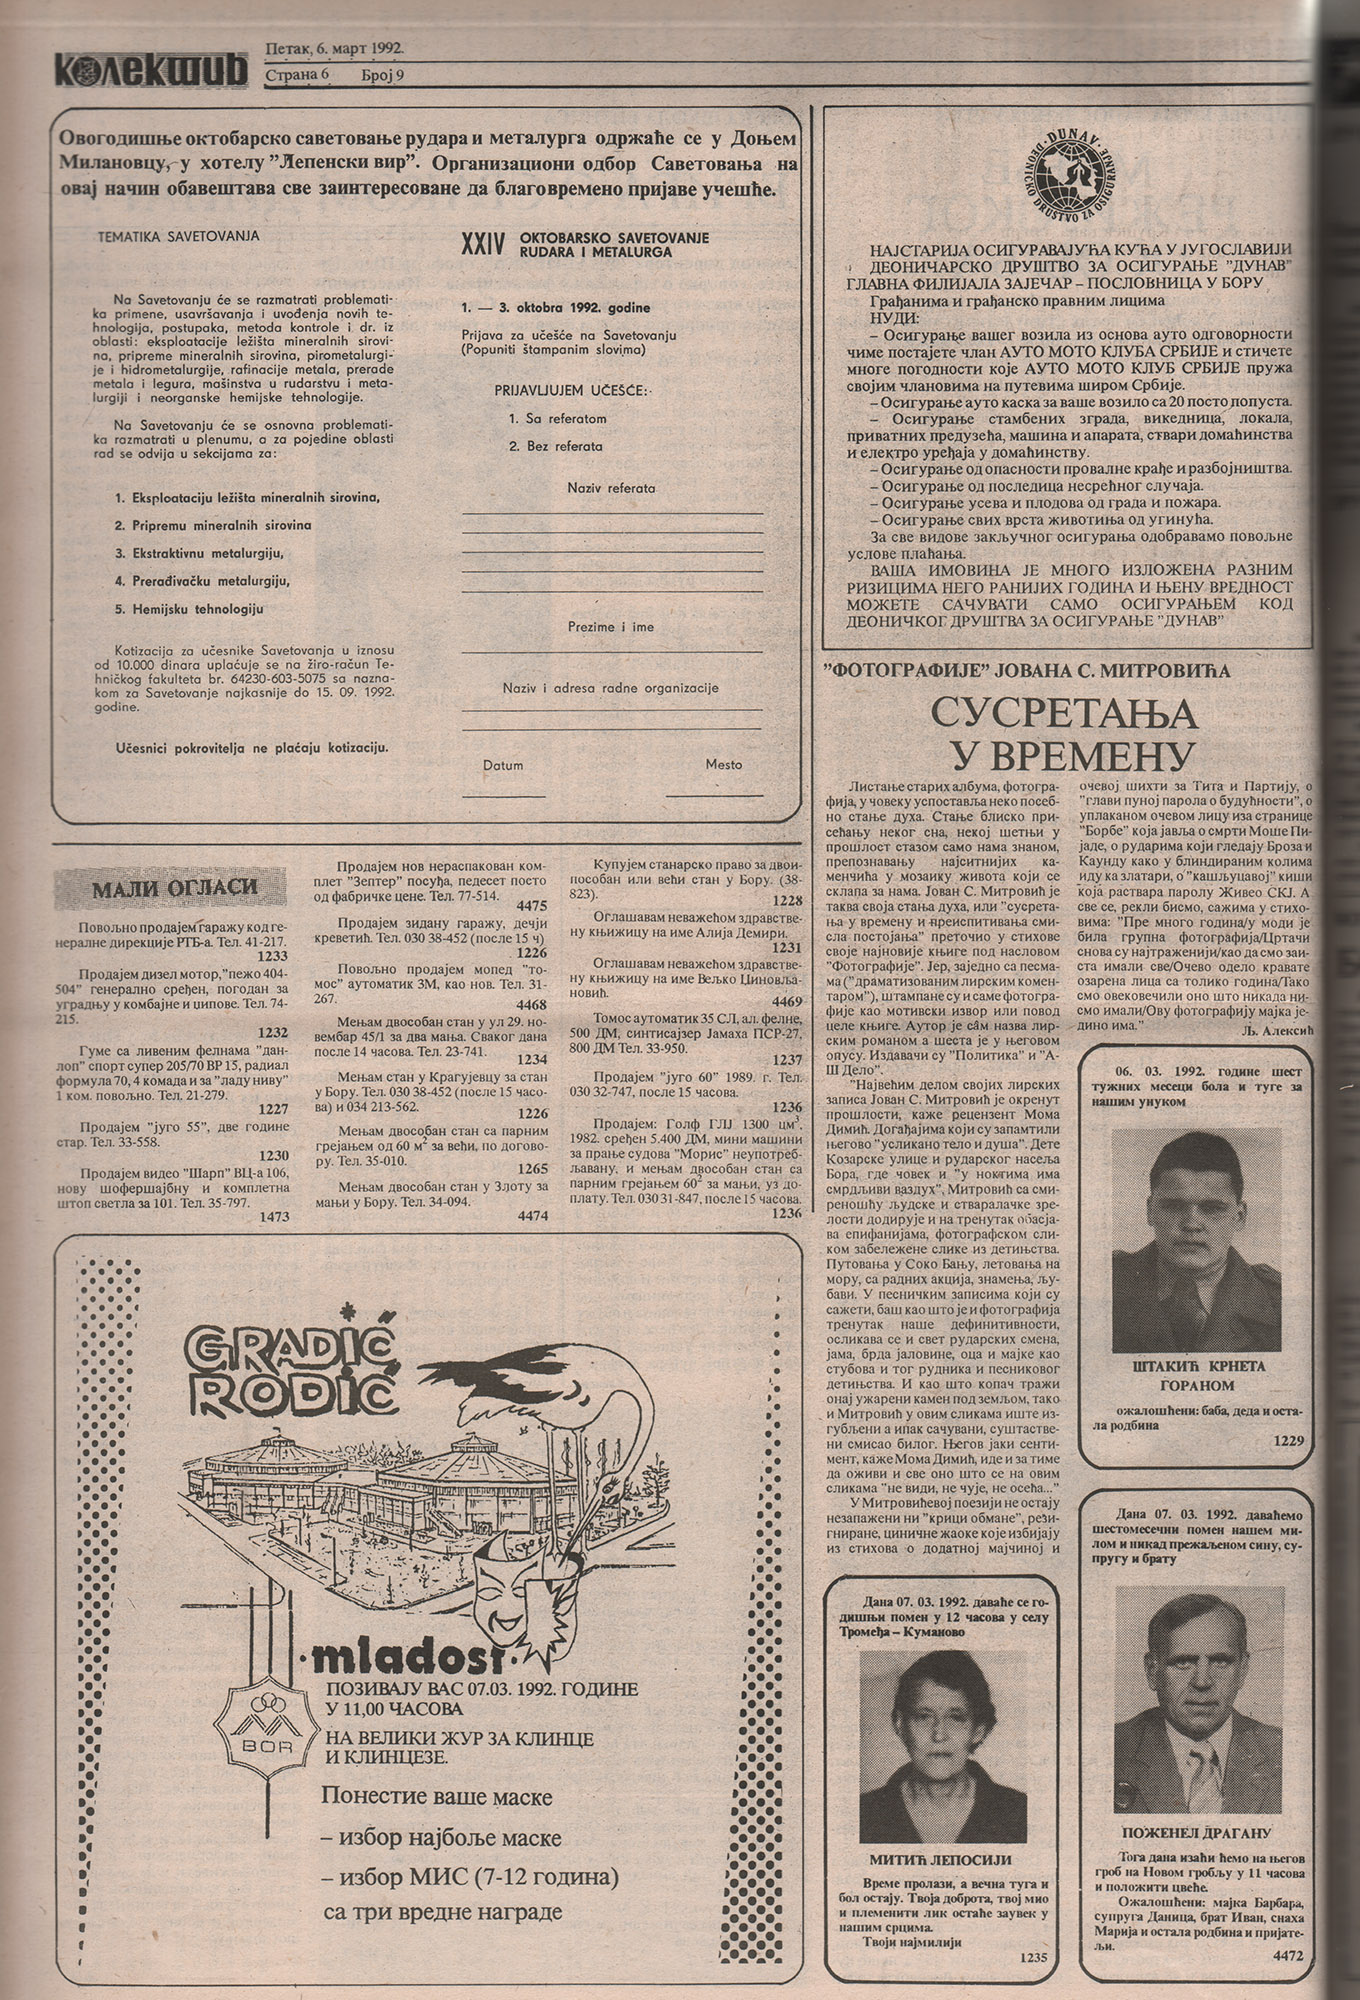 колектив
Петак, 6. март 1992.
Страна 6 Број 9
Овогодишње октобарско саветовање рудара и металурга одржаће се у Доњем
Милановцу, у хотелу "Лепенски вир". Организациони одбор Саветовања на
овај начин обавештава све заинтересоване да благовремено пријаве учешће.
TEMATIKA SAVETOVANJA
Na Savetovanju će se razmatrati problemati-
ka primene, usavršavanja i uvođenja novih te-
hnologija, postupaka, metoda kontrole i dr. iz
oblasti: eksploatacije ležišta mineralnih sirovi-
na, pripreme mineralnih sirovina, pirometalurgi-
je i hidrometalurgije, rafinacije metala, prerade
metala i legura, mašinstva u rudarstvu i meta-
lurgiji i neorganske hemijske tehnologije.
Na Savetovanju će se osnovna problemati-
ka razmatrati u plenumu, a za pojedine oblasti
rad se odvija u sekcijama za:
1. Eksploataciju ležišta mineralnih sirovina,
2. Pripremu mineralnih sirovina
3. Ekstraktivnu metalurgiju,
4. Prerađivačku metalurgiju,
5. Hemijsku tehnologiju
Kotizacija za učesnike Savetovanja u iznosu
od 10.000 dinara uplaćuje se na žiro-račun Te-
hničkog fakulteta br. 64230-603-5075 sa nazna-
kom za Savetovanje najkasnije do 15. 09. 1992.
godine.
Učesnici pokrovitelja ne plaćaju kotizaciju.
XXIV OKTOBARSKO SAVETOVANJE
RUDARA I METALURGA
1. — 3. oktobra 1992. godine
Prijava za učešće na Savetovanju
(Popuniti štampanim slovima)
PRIJAVLJUJEM UČEŠĆE:
1. Sa referatom
2. Bez referata
Naziv referata
Prezime i ime
Naziv i adresa radne organizacije
Datum Mesto
DUNAV
DEONIČKO DRUŠTVO ZA OSIGURANJE
НАЈСТАРИЈА ОСИГУРАВАЈУЋА КУЋА У ЈУГОСЛАВИЈИ
ДЕОНИЧАРСКО ДРУШТВО ЗА ОСИГУРАЊЕ "ДУНАВ"
ГЛАВНА ФИЛИЈАЛА ЗАЈЕЧАР – ПОСЛОВНИЦА У БОРУ
Грађанима и грађанско правним лицима
НУДИ:
– Осигурање вашег возила из основа ауто одговорности
чиме постајете члан АУТО МОТО КЛУБА СРБИЈЕ и стичете
многе погодности које АУТО МОТО КЛУБ СРБИЈЕ пружа
својим члановима на путевима широм Србије.
– Осигурање ауто каска за ваше возило са 20 посто попуста.
– Осигурање стамбених зграда, викедница, локала,
приватних предузећа, машина и апарата, ствари домаћинства
и електро уређаја у домаћинству.
– Осигурање од опасности провалне крађе и разбојништва.
– Осигурање од последица несрећног случаја.
– Осигурање усева и плодова од града и пожара.
– Осигурање свих врста животиња од угинућа.
За све видове закључног осигурања одобравамо повољне
услове плаћања.
ВАША ИМОВИНА ЈЕ МНОГО ИЗЛОЖЕНА РАЗНИМ
РИЗИЦИМА НЕГО РАНИЈИХ ГОДИНА И ЊЕНУ ВРЕДНОСТ
МОЖЕТЕ САЧУВАТИ САМО ОСИГУРАЊЕМ КОД
ДЕОНИЧКОГ ДРУШТВА ЗА ОСИГУРАЊЕ "ДУНАВ"
"ФОТОГРАФИЈЕ" ЈОВАНА С. МИТРОВИЋА
СУСРЕТАЊА
У ВРЕМЕНУ
Листање старих албума, фотогра-
фија, у човеку успоставља неко посеб-
но стање духа. Стање блиско при-
сећању неког сна, некој шетњи у
прошлост стазом само нама знаном,
препознавању најситнијих ка-
менчића у мозаику живота који се
склапа за нама. Јован С. Митровић је
таква своја стања духа, или "сусрета-
ња у времену и преиспитивања сми-
сла постојања" преточио у стихове
своје најновије књиге под насловом
"Фотографије". Јер, заједно са песма-
ма ("драматизованим лирским комен-
таром"), штампане су и саме фотогра-
фије као мотивски извор или повод
целе књиге. Аутор је сâм назва лир-
ским романом а шеста је у његовом
опусу. Издавачи су "Политика" и "А-
Ш Дело".
"Највећим делом својих лирских
записа Јован С. Митровић је окренут
прошлости, каже рецензент Мома
Димић. Догађајима који су запамтили
његово "усликано тело и душа". Дете
Козарске улице и рударског насеља
Бора, где човек и "у ноктима има
смрдљиви ваздух", Митровић са сми-
реношћу људске и стваралачке зре-
лости додирује и на тренутак обасја-
ва епифанијама, фотографском сли-
ком забележене слике из детињства.
Путовања у Соко Бању, летовања на
мору, са радних акција, знамења, љу-
бави. У песничким записима који су
сажети, баш као што је и фотографија
тренутак наше дефинитивности,
осликава се и свет рударских смена,
јама, брда јаловине, оца и мајке као
стубова и тог рудника и песниковог
детињства. И као што копач тражи
онај ужарени камен под земљом, тако
и Митровић у овим сликама иште из-
губљени а ипак сачувани, суштастве-
ни смисао билог. Његов јаки сенти-
мент, каже Мома Димић, иде и за тиме
да оживи и све оно што се на овим
сликама "не види, не чује, не осећа..."
У Митровићевој поезији не остају
незапажени ни "крици обмане", рези-
гниране, циничне жаоке које избијају
из стихова о додатној мајчиној и
очевој шихти за Тита и Партију, о
"глави пуној парола о будућности", о
уплаканом очевом лицу иза странице
"Борбе" која јавља о смрти Моше Пи-
јаде, о рударима који гледају Броза и
Каунду како у блиндираним колима
иду ка златари, о "кашљуцавој" киши
која раствара паролу Живео СКЈ. А
све се, рекли бисмо, сажима у стихо-
вима: "Пре много година/у моди је
била групна фотографија/Цртачи
снова су најтраженији/као да смо заи-
ста имали све/Очево одело кравате
озарена лица са толико година/Тако
смо овековечили оно што никада ни-
смо имали/Ову фотографију мајка је-
дино има."
Љ. Алексић
МАЛИ ОГЛАСИ
Повољно продајем гаражу код ге-
нералне дирекције РТБ-а. Тел. 41-217.
1233
Продајем дизел мотор,"пежо 404-
504" генерално сређен, погодан за
уградњу у комбајне и ципове. Тел. 74-
215.
1232
Гуме са ливеним фелнама "дан-
лоп" спорт супер 205/70 ВР 15, радиал
формула 70, 4 комада и за "ладу ниву"
1 ком. повољно. Тел. 21-279.
1227
Продајем "југо 55", две године
стар. Тел. 33-558.
1230
Продајем видео "Шарп" ВЦ-а 106,
нову шофершајбну и комплетна
штоп светла за 101. Тел. 35-797.
1473
Продајем нов нераспакован ком-
плет "Зептер" посуђа, педесет посто
од фабричке цене. Тел. 77-514.
4475
Продајем зидану гаражу, дечји
креветић. Тел. 030 38-452 (после 15 ч)
1226
Повољно продајем мопед "то-
мос" аутоматик 3М, као нов. Тел. 31-
267.
4468
Мењам двособан стан у ул 29. но-
вембар 45/1 за два мања. Сваког дана
после 14 часова. Тел. 23-741.
1234
Мењам стан у Крагујевцу за стан
у Бору. Тел. 030 38-452 (после 15 часо-
ва) и 034 213-562.
1226
Мењам двособан стан са парним
грејањем од 60 м² за већи, по догово-
ру. Тел. 35-010.
1265
Мењам двособан стан у Злоту за
мањи у Бору. Тел. 34-094.
4474
Купујем станарско право за двои-
пособан или већи стан у Бору. (38-
823).
1228
Оглашавам неважећом здравстве-
ну књижицу на име Алија Демири.
1231
Оглашавам неважећом здравстве-
ну књижицу на име Вељко Циновља-
новић.
4469
Томос аутоматик 35 СЛ, ал. фелне,
500 ДМ, синтисајзер Јамаха ПСР-27,
800 ДМ Тел. 33-950.
1237
Продајем "југо 60" 1989. г. Тел.
030 32-747, после 15 часова.
1236
Продајем: Голф ГЛЈ 1300 цм³.
1982. сређен 5.400 ДМ, мини машини
за прање судова "Морис" неупотреб-
љавану, и мењам двособан стан са
парним грејањем 60² за мањи, уз до-
плату. Тел. 030 31-847, после 15 часова.
1236
GRADIĆ
RODIĆ
·mladost·
BOR
ПОЗИВАЈУ ВАС 07.03. 1992. ГОДИНЕ
У 11,00 ЧАСОВА
НА ВЕЛИКИ ЖУР ЗА КЛИНЦЕ
И КЛИНЦЕЗЕ.
Понестие ваше маске
– избор најбоље маске
– избор МИС (7-12 година)
са три вредне награде
06. 03. 1992. године шест
тужних месеци бола и туге за
нашим унуком
ШТАКИЋ КРНЕТА
ГОРАНОМ
ожалошћени: баба, деда и оста-
ла родбина
1229
Дана 07. 03. 1992. даваће се го-
дишњи помен у 12 часова у селу
Тромеђа – Куманово
МИТИЋ ЛЕПОСИЈИ
Време пролази, а вечна туга и
бол остају. Твоја доброта, твој мио
и племенити лик остаће заувек у
нашим срцима.
Твоји најмилији
1235
Дана 07. 03. 1992. даваћемо
шестомесечни помен нашем ми-
лом и никад прежаљеном сину, су-
пругу и брату
ПОЖЕНЕЛ ДРАГАНУ
Тога дана изаћи ћемо на његов
гроб на Новом гробљу у 11 часова
и положити цвеће.
Ожалошћени: мајка Барбара,
супруга Даница, брат Иван, снаха
Марија и остала родбина и пријате-
љи.
4472